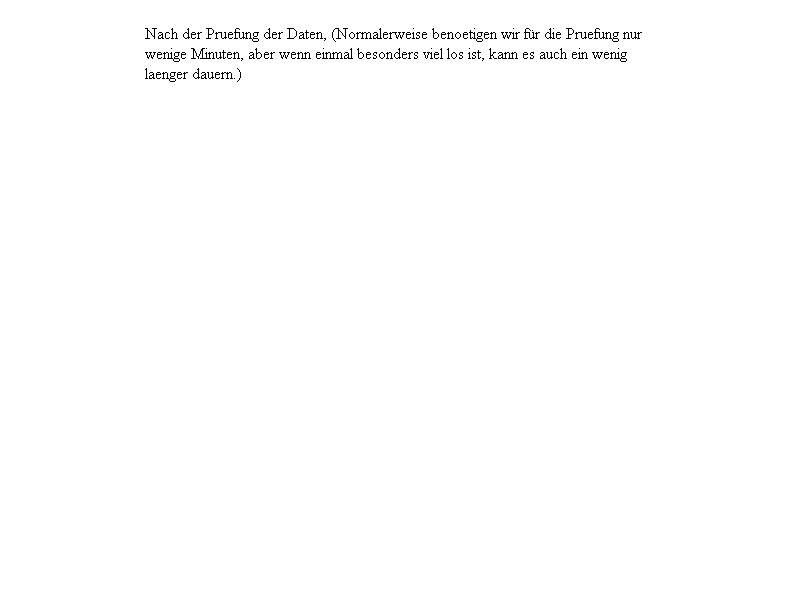 Nach der Pruefung der Daten, (Normalerweise benoetigen wir für die Pruefung nur
wenige Minuten, aber wenn einmal besonders viel los ist, kann es auch ein wenig
laenger dauern.)